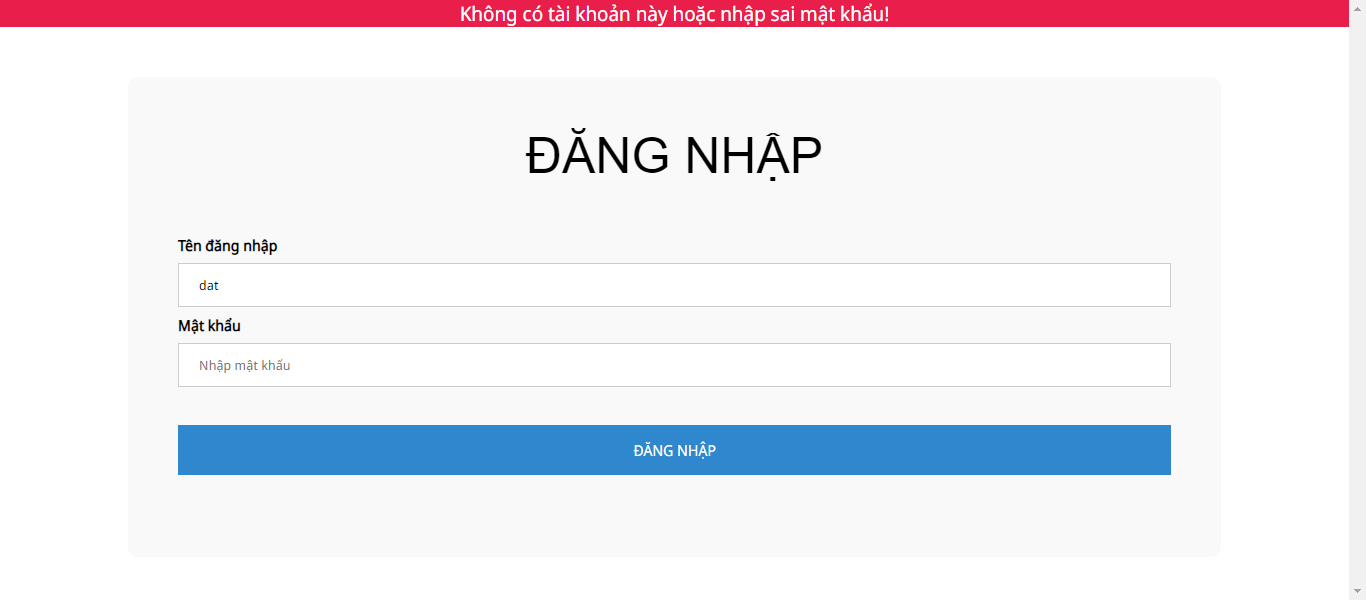 Không có tài khoản này hoặc nhập sai mật khẩu!
ĐĂNG NHẬP
Tên đăng nhập
dat
Mật khẩu
Nhập mật khẩu
ĐĂNG NHẬP